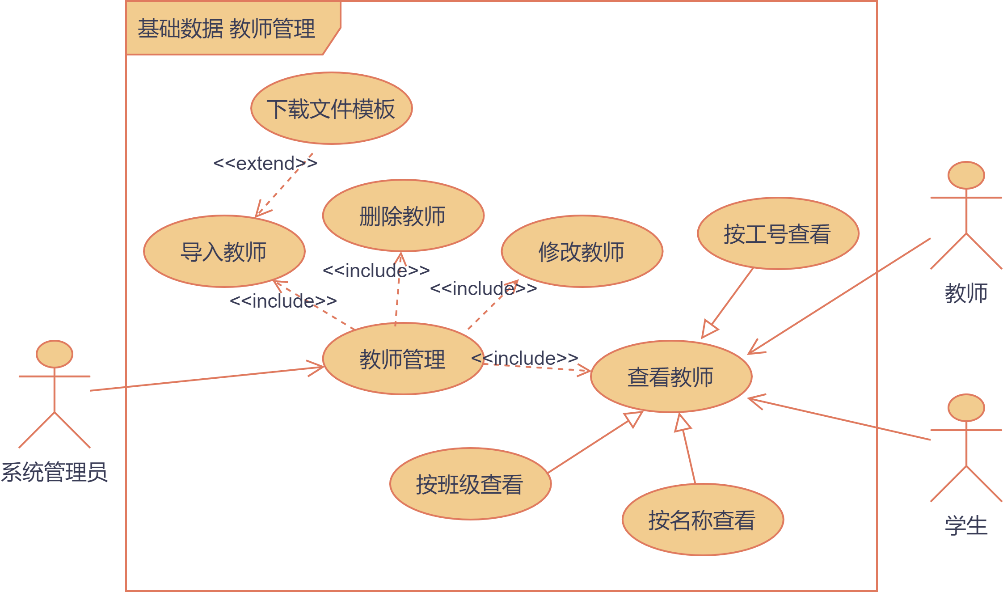 基础数据 教师管理
下载文件模板
<<extend>>
删除教师
导入教师
修改教师
按工号查看
<<include>>
<<include>>
<<include>>
教师
教师管理
<<include>>
查看教师
系统管理员
按班级查看
按名称查看
学生